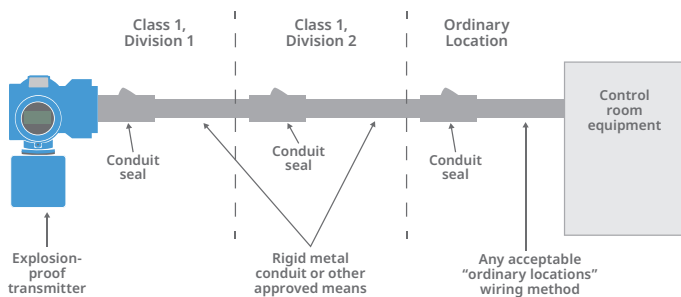 Class 1,
Division 1
Class 1,
Division 2
Ordinary
Location
Control
room
equipment
Conduit
seal
Conduit
seal
Conduit
seal
Explosion-
proof
transmitter
Rigid metal
conduit or other
approved means
Any acceptable
“ordinary locations”
wiring method